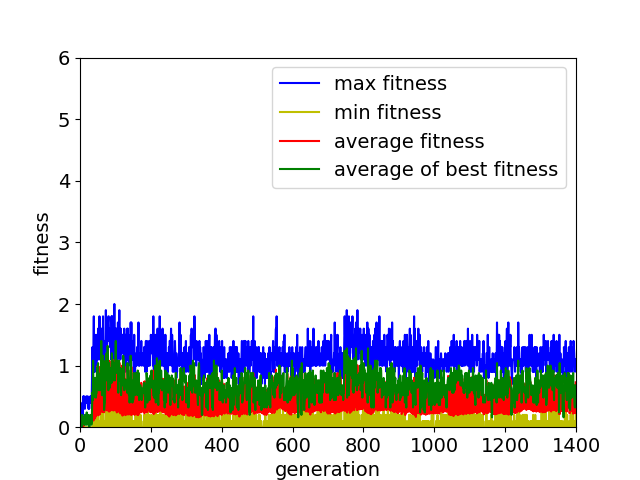 6
5
4
3
2
1
0
fitness
max fitness
min fitness
average fitness
average of best fitness
0 200 400 600 800 1000 1200 1400
generation